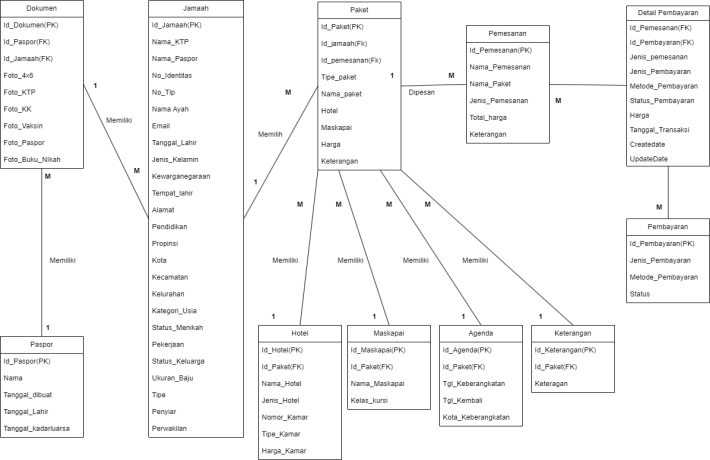 Dokumen
Id_Dokumen(PK)
Id_Paspor(FK)
Id_Jamaah(FK)
Foto_4x6
Foto_KTP
Foto_KK
Foto_Vaksin
Foto_Paspor
Foto_Buku_Nikah
M
Memiliki
1
Paspor
Id_Paspor(PK)
Nama
Tanggal_dibuat
Tanggal_Lahir
Tanggal_kadarluarsa
1
Memiliki
M
Jamaah
Id_Jamaah(PK)
Nama_KTP
Nama_Paspor
No_Identitas
No_Tlp
Nama Ayah
Email
Tanggal_Lahir
Jenis_Kelamin
Kewarganegaraan
Tempat_lahir
Alamat
Pendidikan
Propinsi
Kota
Kecamatan
Kelurahan
Kategori_Usia
Status_Menikah
Pekerjaan
Status_Keluarga
Ukuran_Baju
Tipe
Penyiar
Perwakilan
M
Memilih
1
Paket
Id_Paket(PK)
Id_jamaah(Fk)
Id_pemesanan(Fk)
Tipe_paket
Nama_paket
Hotel
Maskapai
Harga
Keterangan
1
M
Dipesan
Pemesanan
Id_Pemesanan(PK)
Nama_Pemesanan
Nama_Paket
Jenis_Pemesanan
Total_harga
Keterangan
M
Detail Pembayaran
Id_Pemesanan(FK)
Id_Pembayaran(FK)
Jenis_pemesanan
Jenis_Pembayaran
Metode_Pembayaran
Status_Pembayaran
Harga
Tanggal_Transaksi
Createdate
UpdateDate
M
Pembayaran
Id_Pembayaran(PK)
Jenis_Pembayaran
Metode_Pembayaran
Status
M
M
M
M
Memiliki
Memiliki
Memiliki
Memiliki
1
1
1
1
Hotel
Id_Hotel(PK)
Id_Paket(FK)
Nama_Hotel
Jenis_Hotel
Nomor_Kamar
Tipe_Kamar
Harga_Kamar
Maskapai
Id_Maskapai(PK)
Id_Paket(FK)
Nama_Maskapai
Kelas_kursi
Agenda
Id_Agenda(PK)
Id_Paket(FK)
Tgl_Keberangkatan
Tgl_Kembali
Kota_Keberangkatan
Keterangan
Id_Keterangan(PK)
Id_Paket(FK)
Keteragan